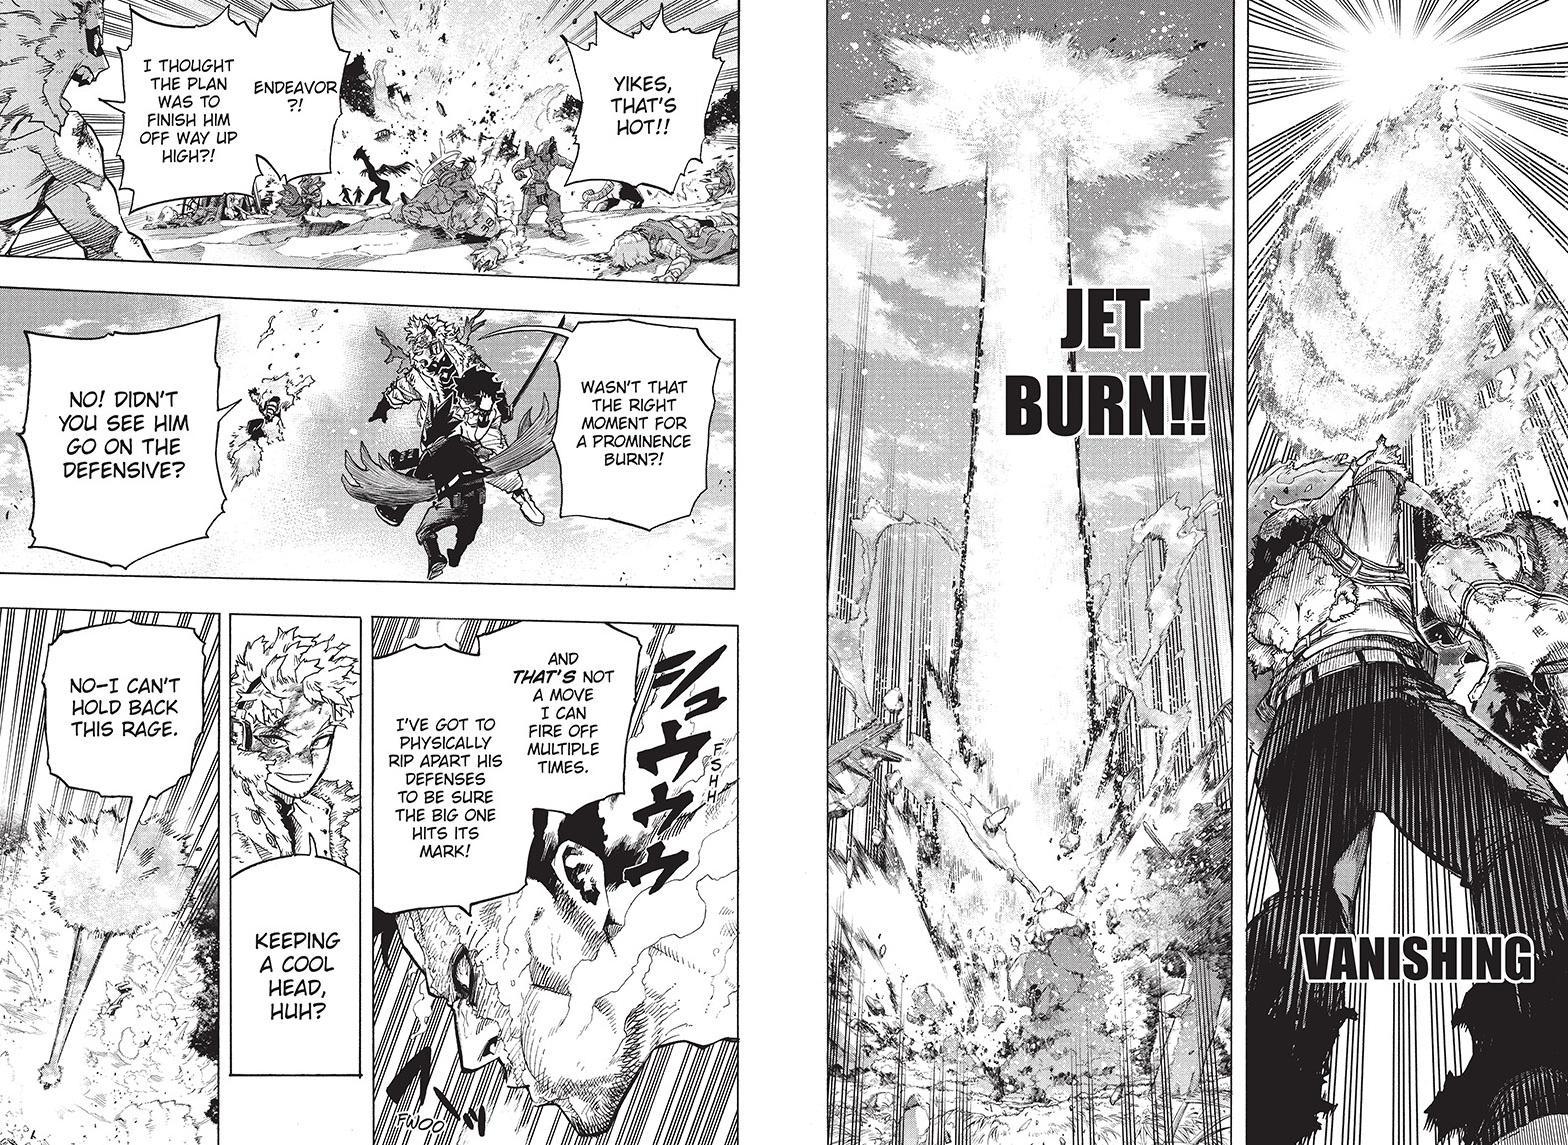 VANISHING
JET
BURN!!
YIKES,
THAT'S
HOT!!
ENDEAVOR
?!
I THOUGHT
THE PLAN
WAS TO
FINISH HIM
OFF WAY UP
HIGH?!
WASN'T THAT
THE RIGHT
MOMENT FOR
A PROMINENCE
BURN?!
NO! DIDN'T
YOU SEE HIM
GO ON THE
DEFENSIVE?
シュウウウ
FSHH
AND
THAT'S NOT
A MOVE
I CAN
FIRE OFF
MULTIPLE
TIMES.
I'VE GOT TO
PHYSICALLY
RIP APART HIS
DEFENSES
TO BE SURE
THE BIG ONE
HITS ITS
MARK!
FWOO
KEEPING
A COOL
HEAD,
HUH?
NO–I CAN'T
HOLD BACK
THIS RAGE.